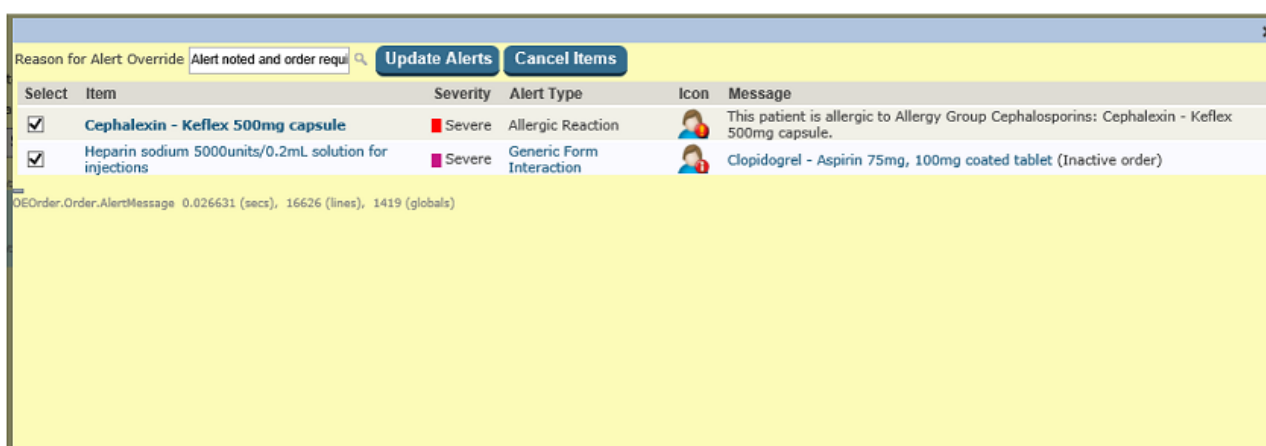 Reason for Alert Override Alert noted and order requi Update Alerts Cancel Items
Select Item Severity Alert Type Icon Message
Cephalexin - Keflex 500mg capsule Severe Allergic Reaction This patient is allergic to Allergy Group Cephalosporins: Cephalexin - Keflex
500mg capsule.
Heparin sodium 5000units/0.2mL solution for
injections Severe Generic Form
Interaction Clopidogrel - Aspirin 75mg, 100mg coated tablet (Inactive order)
OEOrder.Order.AlertMessage 0.026631 (secs), 16626 (lines), 1419 (globals)